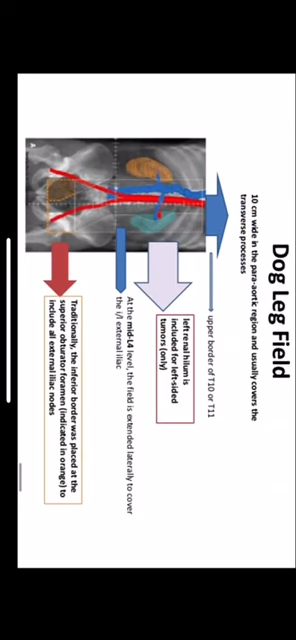 Dog Leg Field
10 cm wide in the para-aortic region and usually covers the
transverse processes
upper border of T10 or T11
left renal hilum is
included for left-sided
tumors (only)
At the mid-L4 level, the field is extended laterally to cover
the i/l external iliac
Traditionally, the inferior border was placed at the
superior obturator foramen (indicated in orange) to
include all external iliac nodes
A